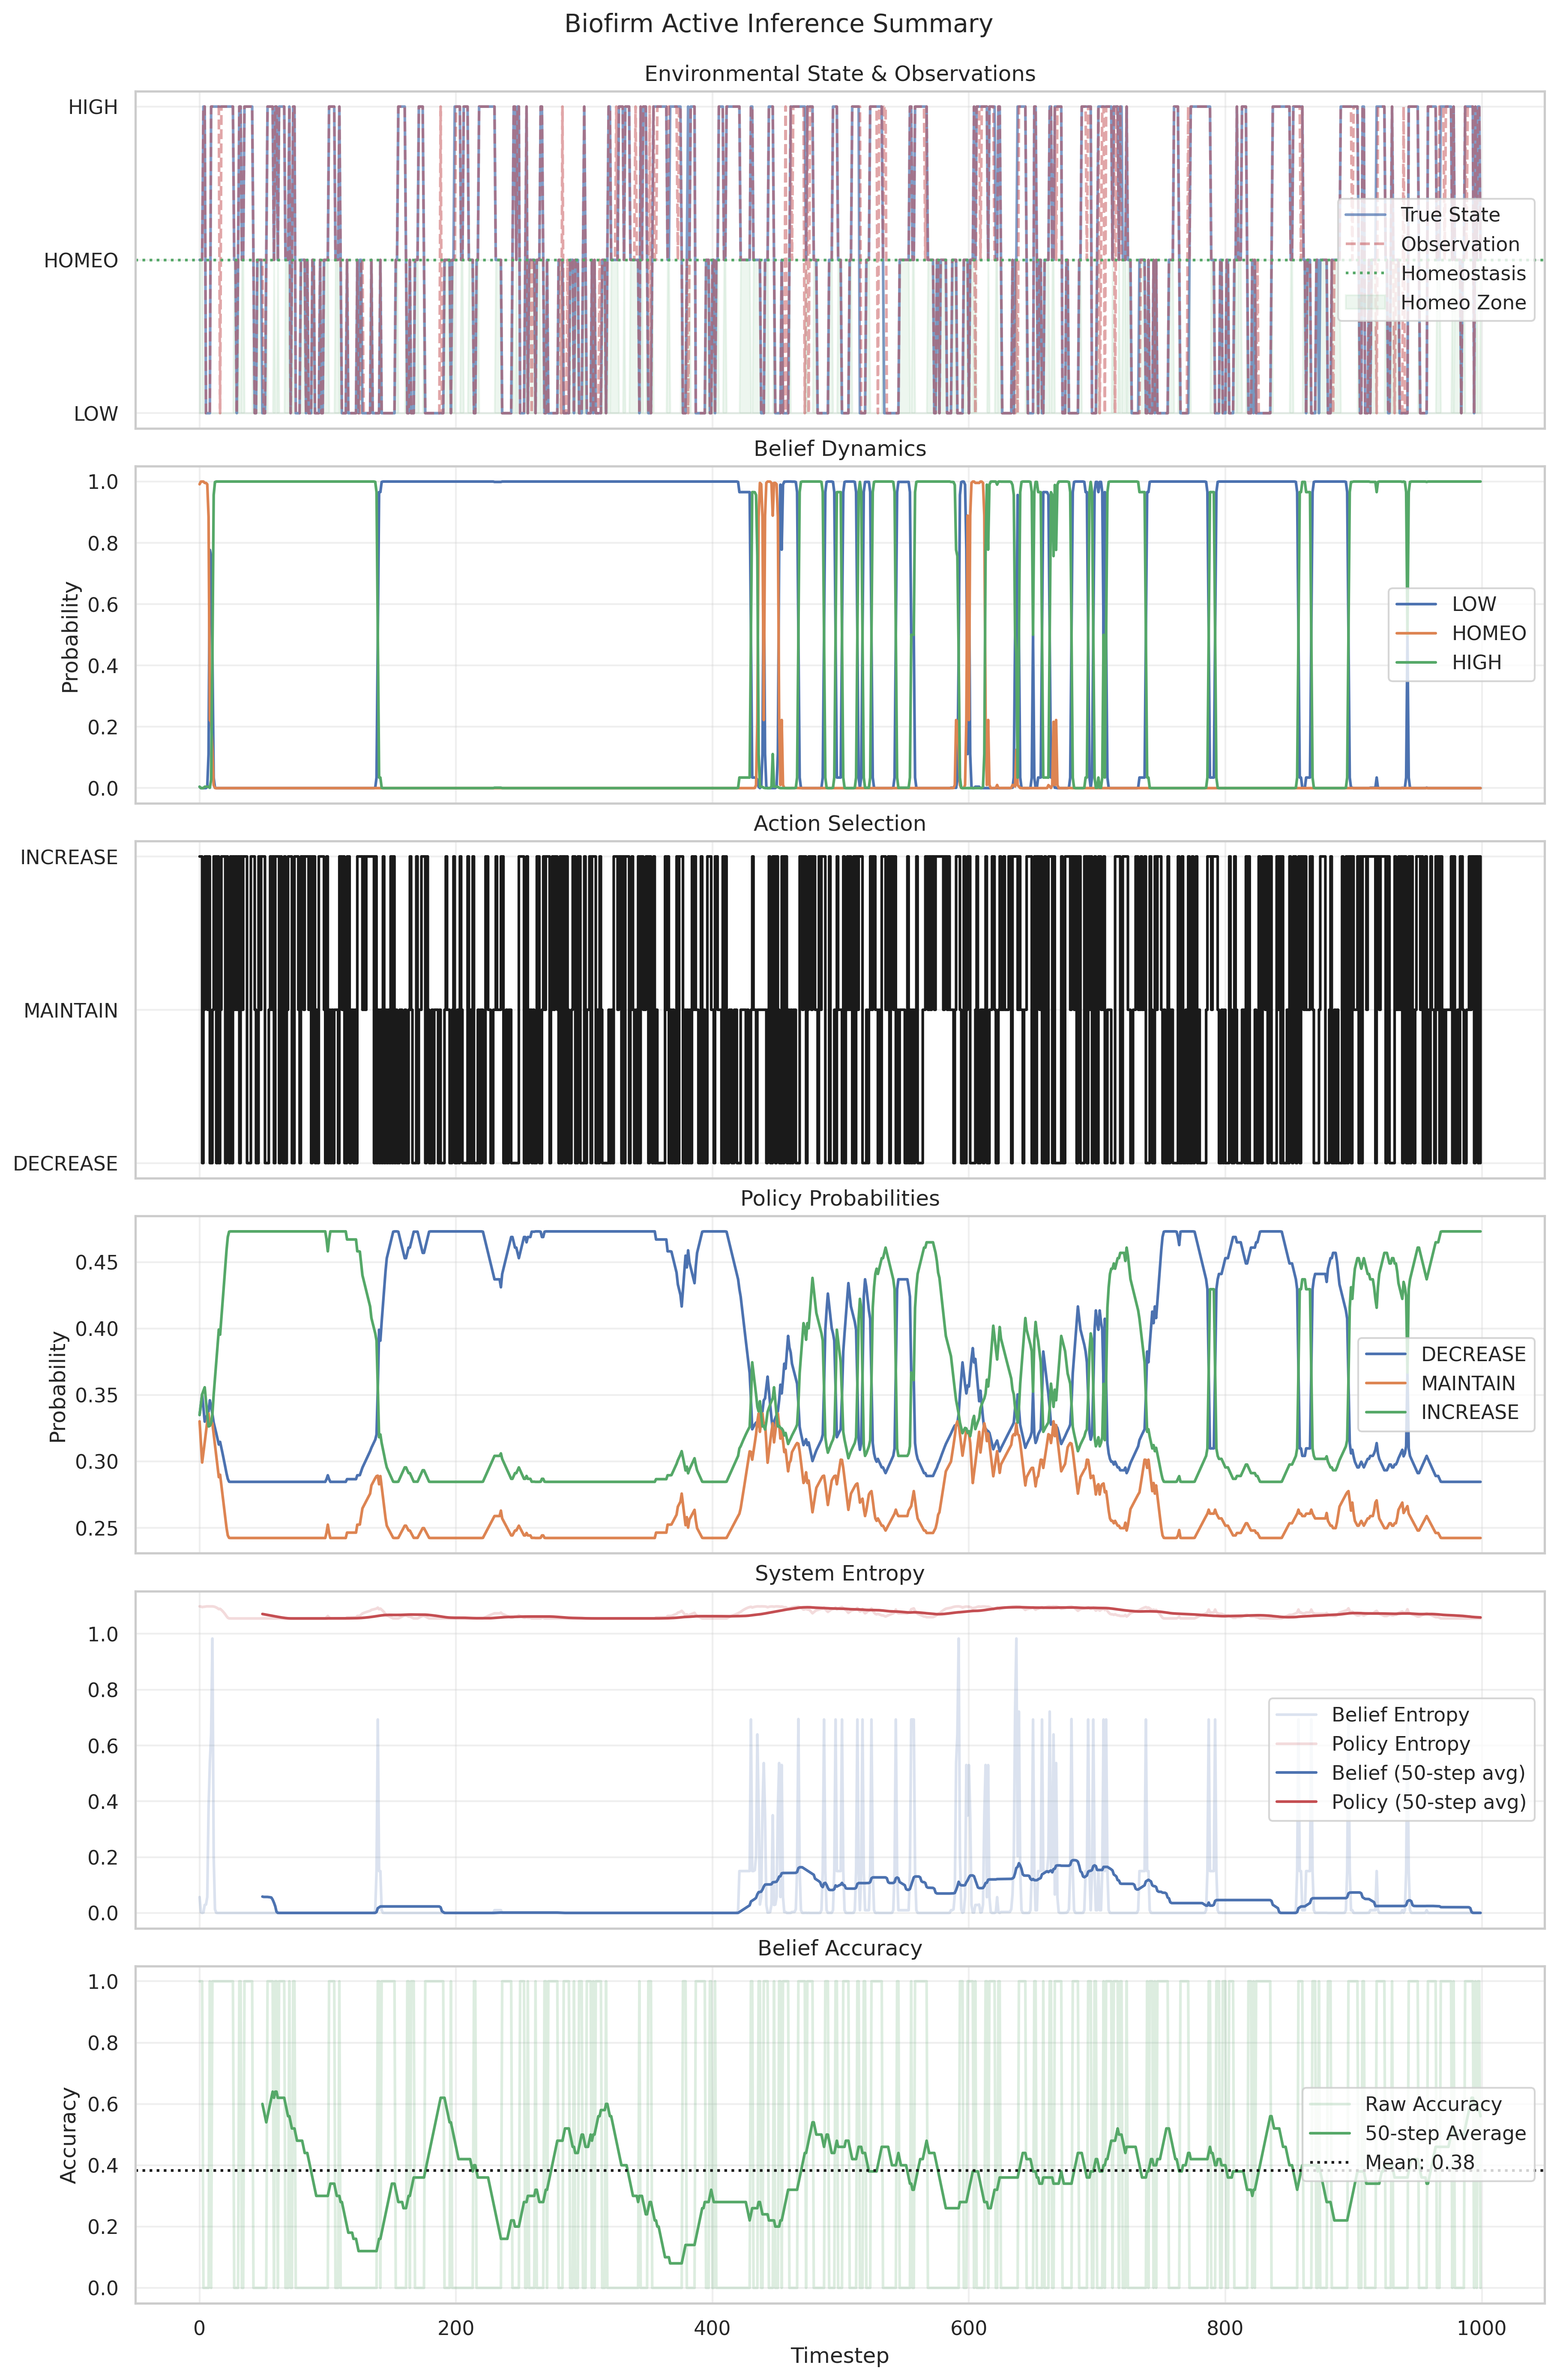 Biofirm Active Inference Summary
Environmental State & Observations
HIGH
HOMEO
LOW
True State
Observation
Homeostasis
Homeo Zone
Belief Dynamics
Probability
1.0
0.8
0.6
0.4
0.2
0.0
LOW
HOMEO
HIGH
Action Selection
INCREASE
MAINTAIN
DECREASE
Policy Probabilities
Probability
0.45
0.40
0.35
0.30
0.25
DECREASE
MAINTAIN
INCREASE
System Entropy
1.0
0.8
0.6
0.4
0.2
0.0
Belief Entropy
Policy Entropy
Belief (50-step avg)
Policy (50-step avg)
Belief Accuracy
Accuracy
1.0
0.8
0.6
0.4
0.2
0.0
Raw Accuracy
50-step Average
Mean: 0.38
0 200 400 600 800 1000
Timestep